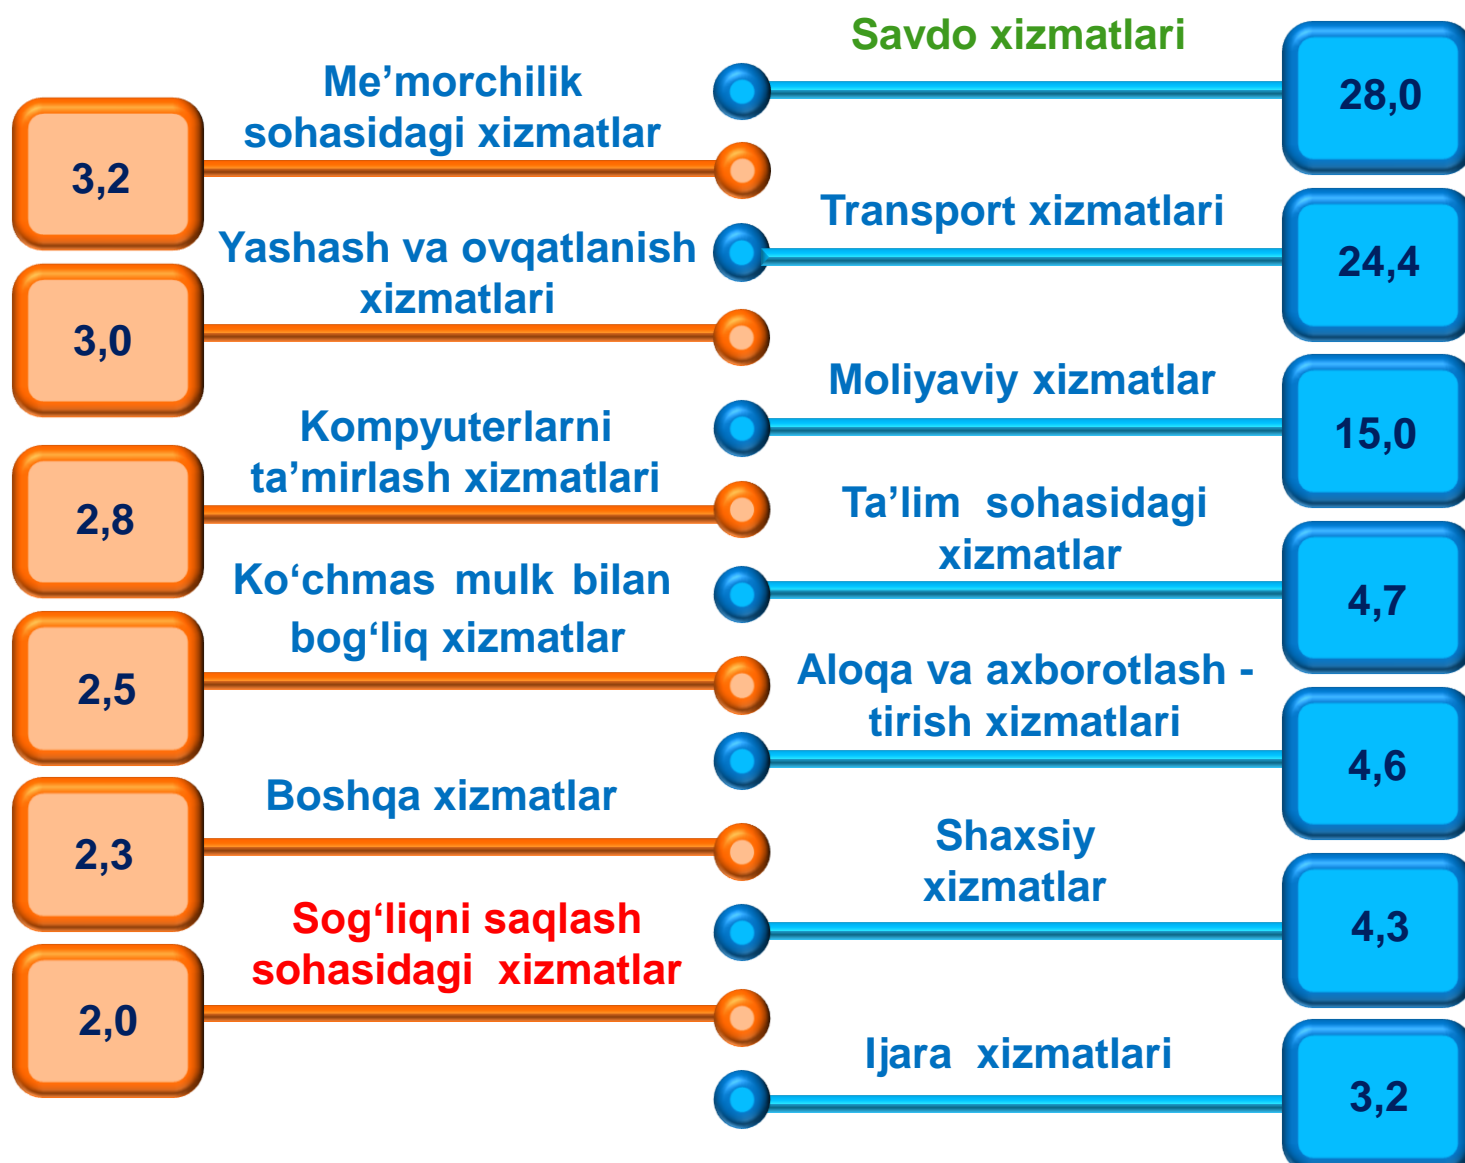 Savdo xizmatlari
28,0
Me’morchilik
sohasidagi xizmatlar
3,2
Transport xizmatlari
24,4
Yashash va ovqatlanish
xizmatlari
3,0
Moliyaviy xizmatlar
15,0
Kompyuterlarni
ta’mirlash xizmatlari
2,8
Ta’lim sohasidagi
xizmatlar
4,7
Ko‘chmas mulk bilan
bog‘liq xizmatlar
2,5
Aloqa va axborotlash -
tirish xizmatlari
4,6
Boshqa xizmatlar
2,3
Shaxsiy
xizmatlar
4,3
Sog‘liqni saqlash
sohasidagi xizmatlar
2,0
Ijara xizmatlari
3,2